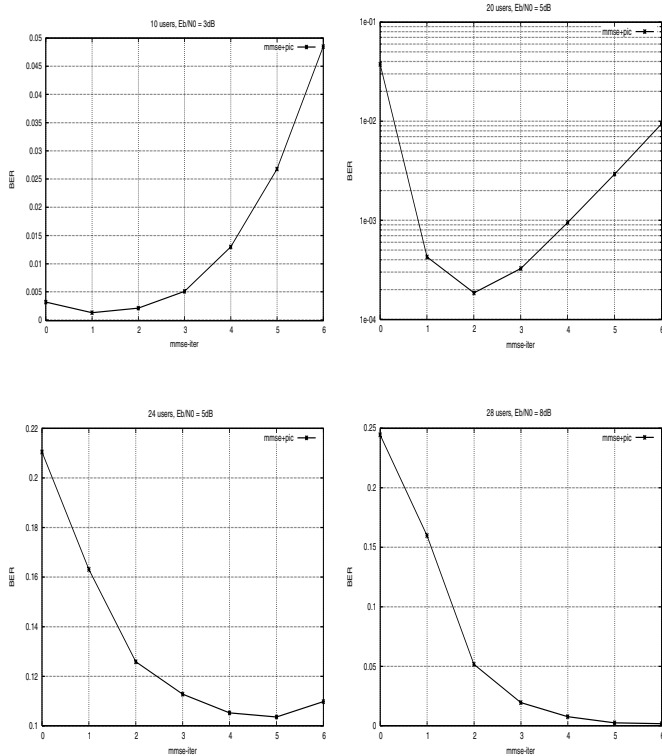 10 users, Eb/N0 = 3dB
mmse+pic
0.05
0.045
0.04
0.035
0.03
0.025
0.02
0.015
0.01
0.005
0
BER
0 1 2 3 4 5 6
mmse-iter
20 users, Eb/N0 = 5dB
mmse+pic
1e-01
1e-02
1e-03
1e-04
BER
0 1 2 3 4 5 6
mmse-iter
24 users, Eb/N0 = 5dB
mmse+pic
0.22
0.2
0.18
0.16
0.14
0.12
0.1
BER
0 1 2 3 4 5 6
mmse-iter
28 users, Eb/N0 = 8dB
mmse+pic
0.25
0.2
0.15
0.1
0.05
0
BER
0 1 2 3 4 5 6
mmse-iter